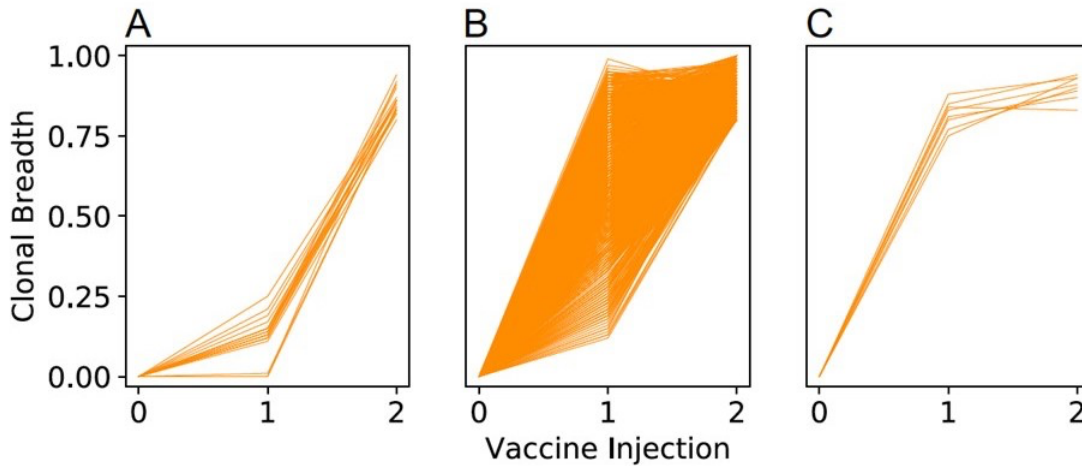 A
B
C
Clonal Breadth
1.00
0.75
0.50
0.25
0.00
0 1 2
0 1 2
0 1 2
Vaccine Injection